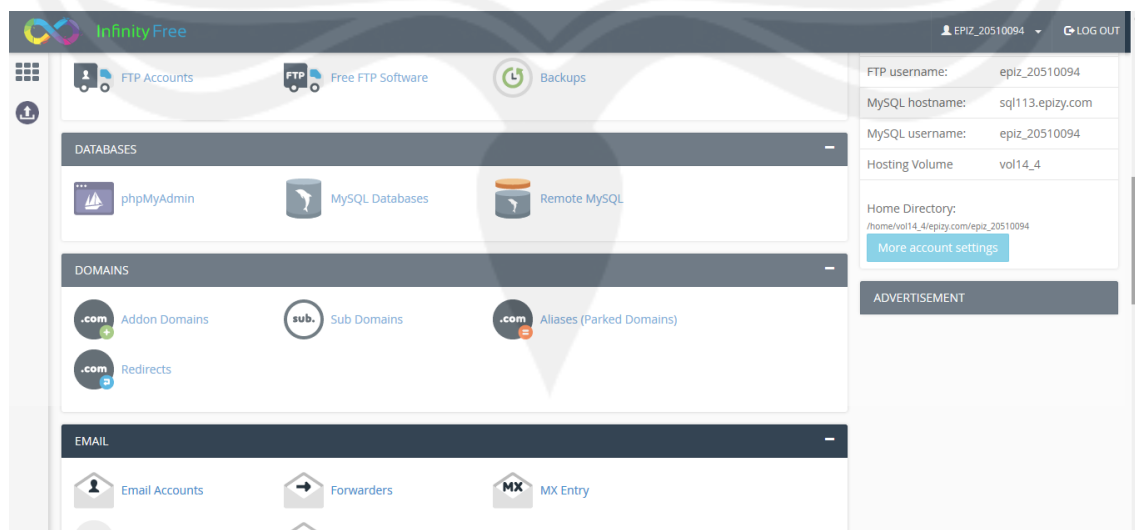 Infinity Free
EPIZ_20510094
LOG OUT
FTP Accounts
FTP
Free FTP Software
Backups
DATABASES
phpMyAdmin
MySQL Databases
Remote MySQL
DOMAINS
.com
Addon Domains
sub.
Sub Domains
.com
Aliases (Parked Domains)
.com
Redirects
EMAIL
Email Accounts
Forwarders
MX
MX Entry
FTP username: epiz_20510094
MySQL hostname: sql113.epizy.com
MySQL username: epiz_20510094
Hosting Volume vol14_4
Home Directory:
/home/vol14_4/epizy.com/epiz_20510094
More account settings
ADVERTISEMENT